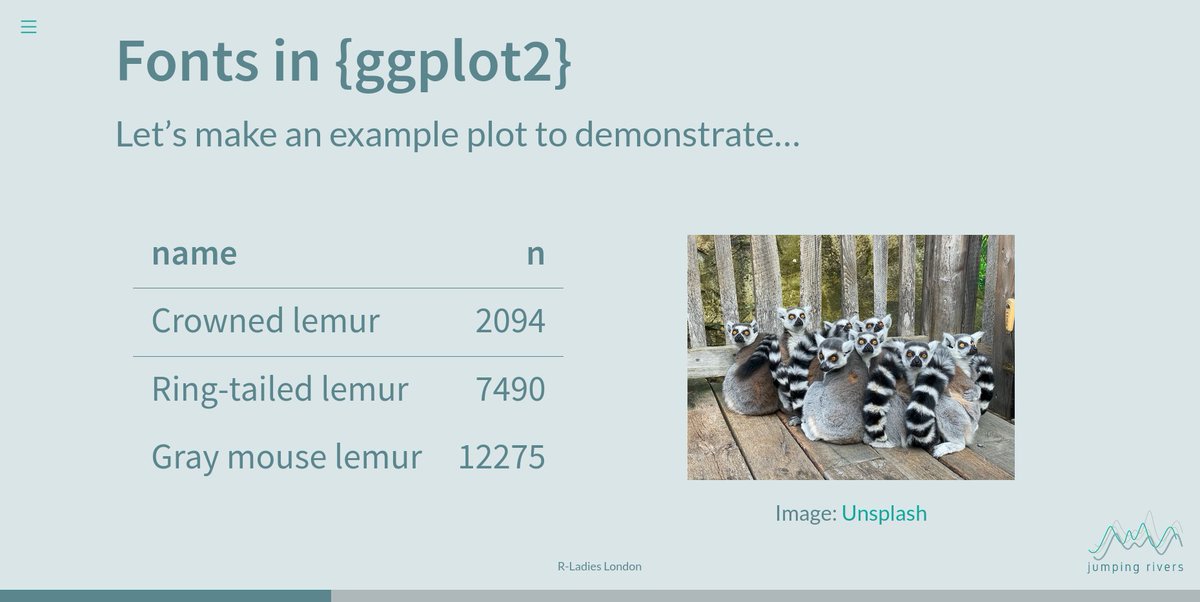 Fonts in {ggplot2}
Let’s make an example plot to demonstrate…
name n
Crowned lemur 2094
Ring-tailed lemur 7490
Gray mouse lemur 12275
Image: Unsplash
R-Ladies London
jumping rivers